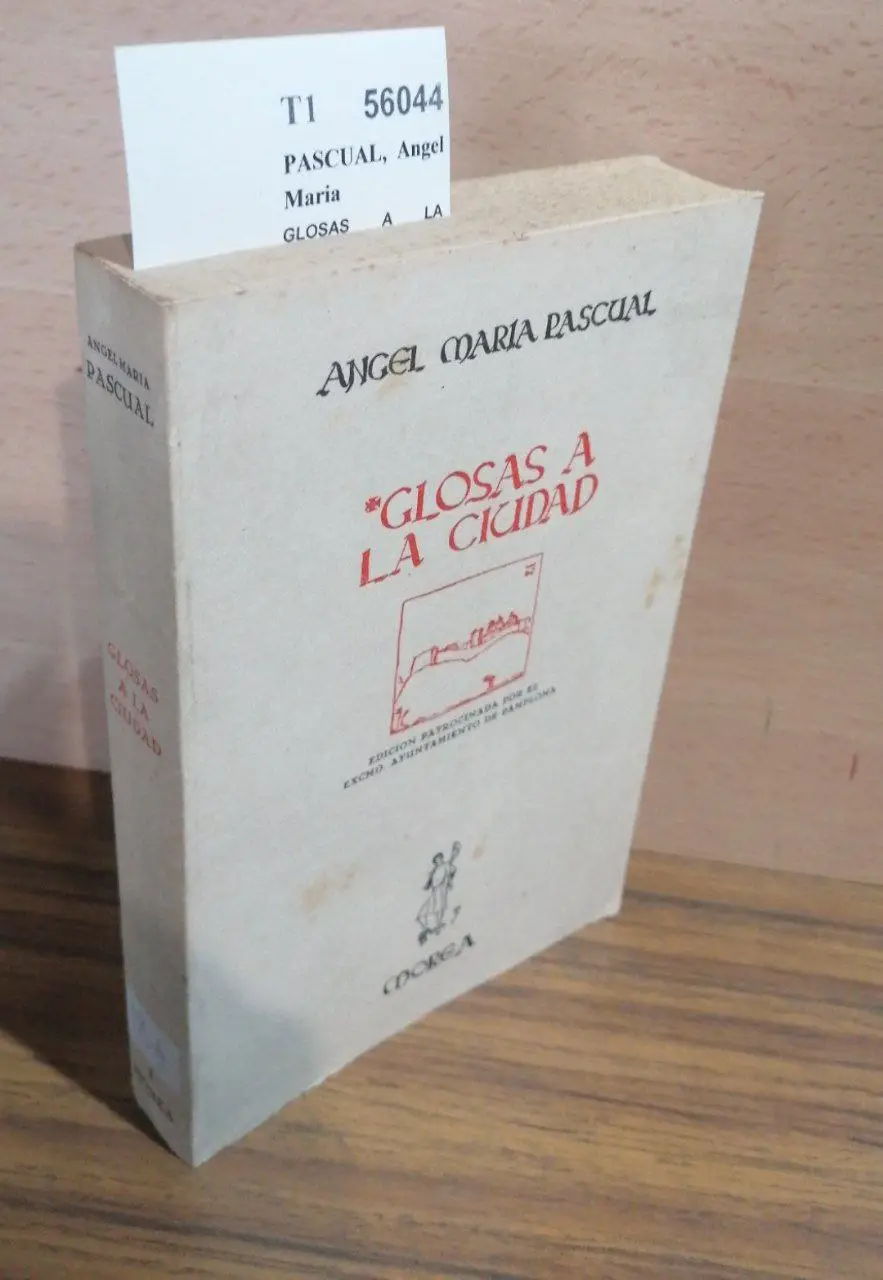 T1 56044
PASCUAL, Angel
Maria
GLOSAS A LA
ANGEL MARIA PASCUAL
*GLOSAS A
LA CIUDAD
EDICION PATROCINADA POR EL
EXCMO. AYUNTAMIENTO DE PAMPLONA
MOREA
ANGEL MARIA
PASCUAL
GLOSAS
A LA
CIUDAD